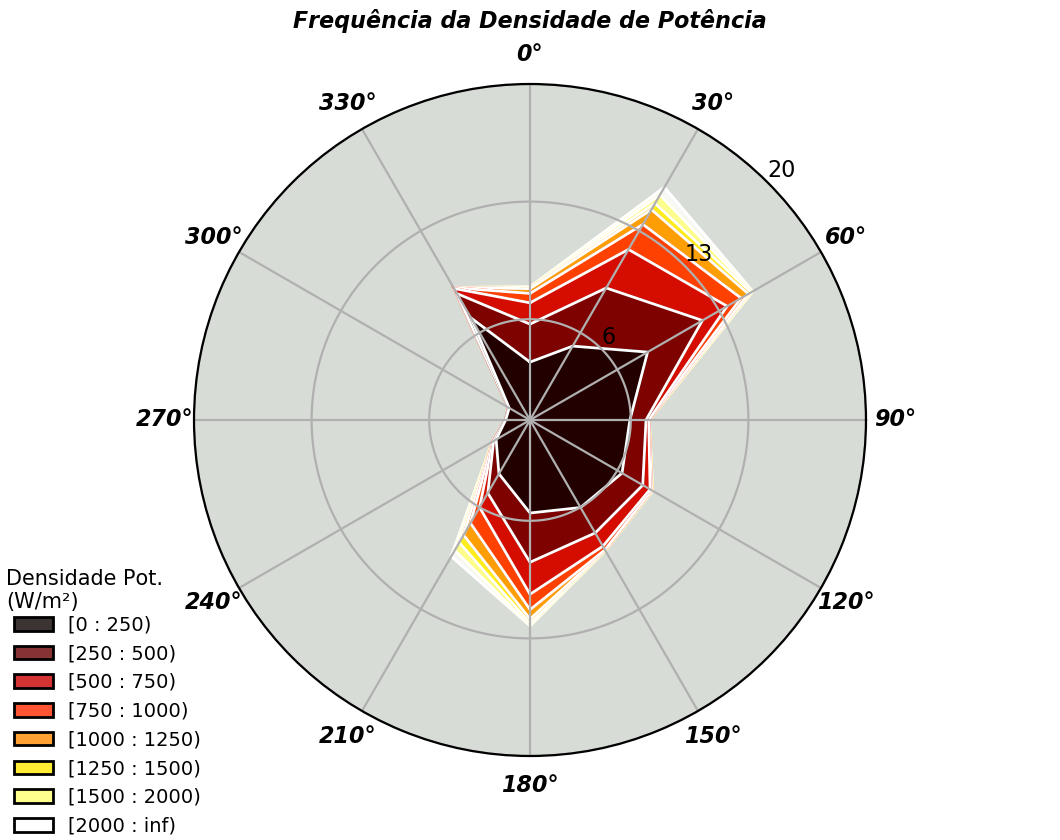 Frequência da Densidade de Potência
0°
330°
30°
20
300°
60°
13
6
270°
90°
Densidade Pot.
(W/m²)
240°
120°
[0 : 250)
[250 : 500)
[500 : 750)
[750 : 1000)
210°
150°
[1000 : 1250)
[1250 : 1500)
180°
[1500 : 2000)
[2000 : inf)